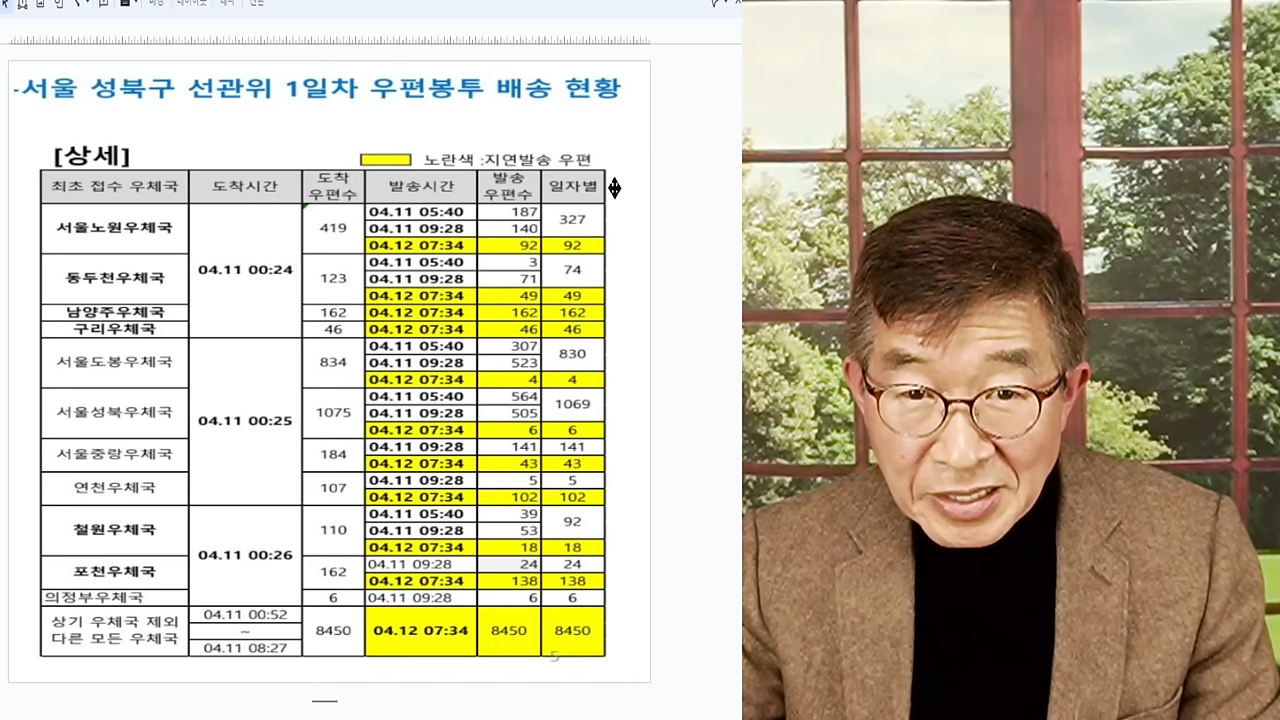 -서울 성북구 선관위 1일차 우편봉투 배송 현황
[상세]
노란색 :지연발송 우편
최초 접수 우체국 도착시간 도착 우편수 발송시간 발송 우편수 일자별
서울노원우체국 04.11 00:24 419 04.11 05:40 187 327
04.11 09:28 140
04.12 07:34 92 92
동두천우체국 123 04.11 05:40 3 74
04.11 09:28 71
04.12 07:34 49 49
남양주우체국 162 04.12 07:34 162 162
구리우체국 46 04.12 07:34 46 46
서울도봉우체국 04.11 00:25 834 04.11 05:40 307 830
04.11 09:28 523
04.12 07:34 4 4
서울성북우체국 1075 04.11 05:40 564 1069
04.11 09:28 505
04.12 07:34 6 6
서울중랑우체국 184 04.11 09:28 141 141
04.12 07:34 43 43
연천우체국 107 04.11 09:28 5 5
04.12 07:34 102 102
철원우체국 04.11 00:26 110 04.11 05:40 39 92
04.11 09:28 53
04.12 07:34 18 18
포천우체국 162 04.11 09:28 24 24
04.12 07:34 138 138
의정부우체국 6 04.11 09:28 6 6
상기 우체국 제외 다른 모든 우체국 04.11 00:52 ~ 04.11 08:27 8450 04.12 07:34 8450 8450
5